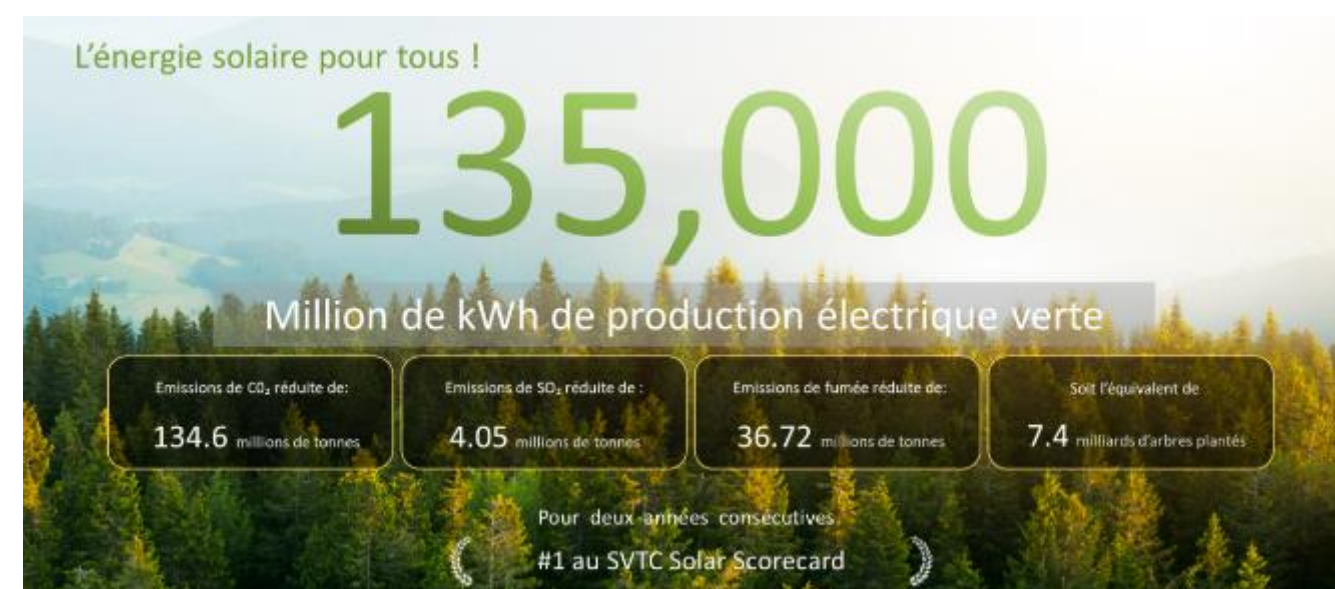 L'énergie solaire pour tous !
135,000
Million de kWh de production électrique verte
Emissions de CO₂ réduite de:
134.6 millions de tonnes
Emissions de SO₂ réduite de :
4.05 millions de tonnes
Emissions de fumée réduite de:
36.72 millions de tonnes
Soit l'équivalent de
7.4 milliards d'arbres plantés
Pour deux années consécutives
#1 au SVTC Solar Scorecard